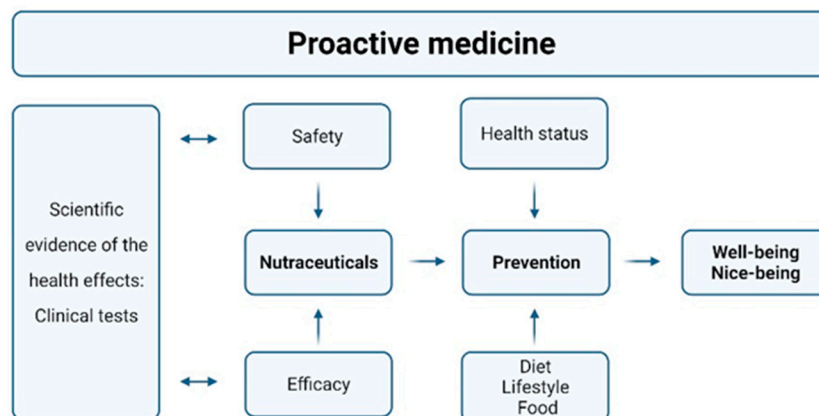 Proactive medicine
Scientific
evidence of the
health effects:
Clinical tests
Safety
Health status
Nutraceuticals
Prevention
Well-being
Nice-being
Efficacy
Diet
Lifestyle
Food